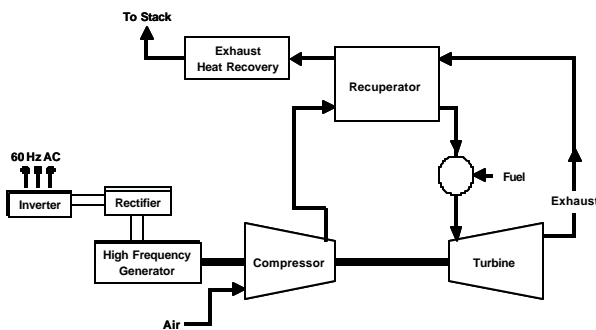 To Stack
Exhaust
Heat Recovery
Recuperator
60 Hz AC
Inverter
Rectifier
Fuel
Exhaust
High Frequency
Generator
Compressor
Turbine
Air